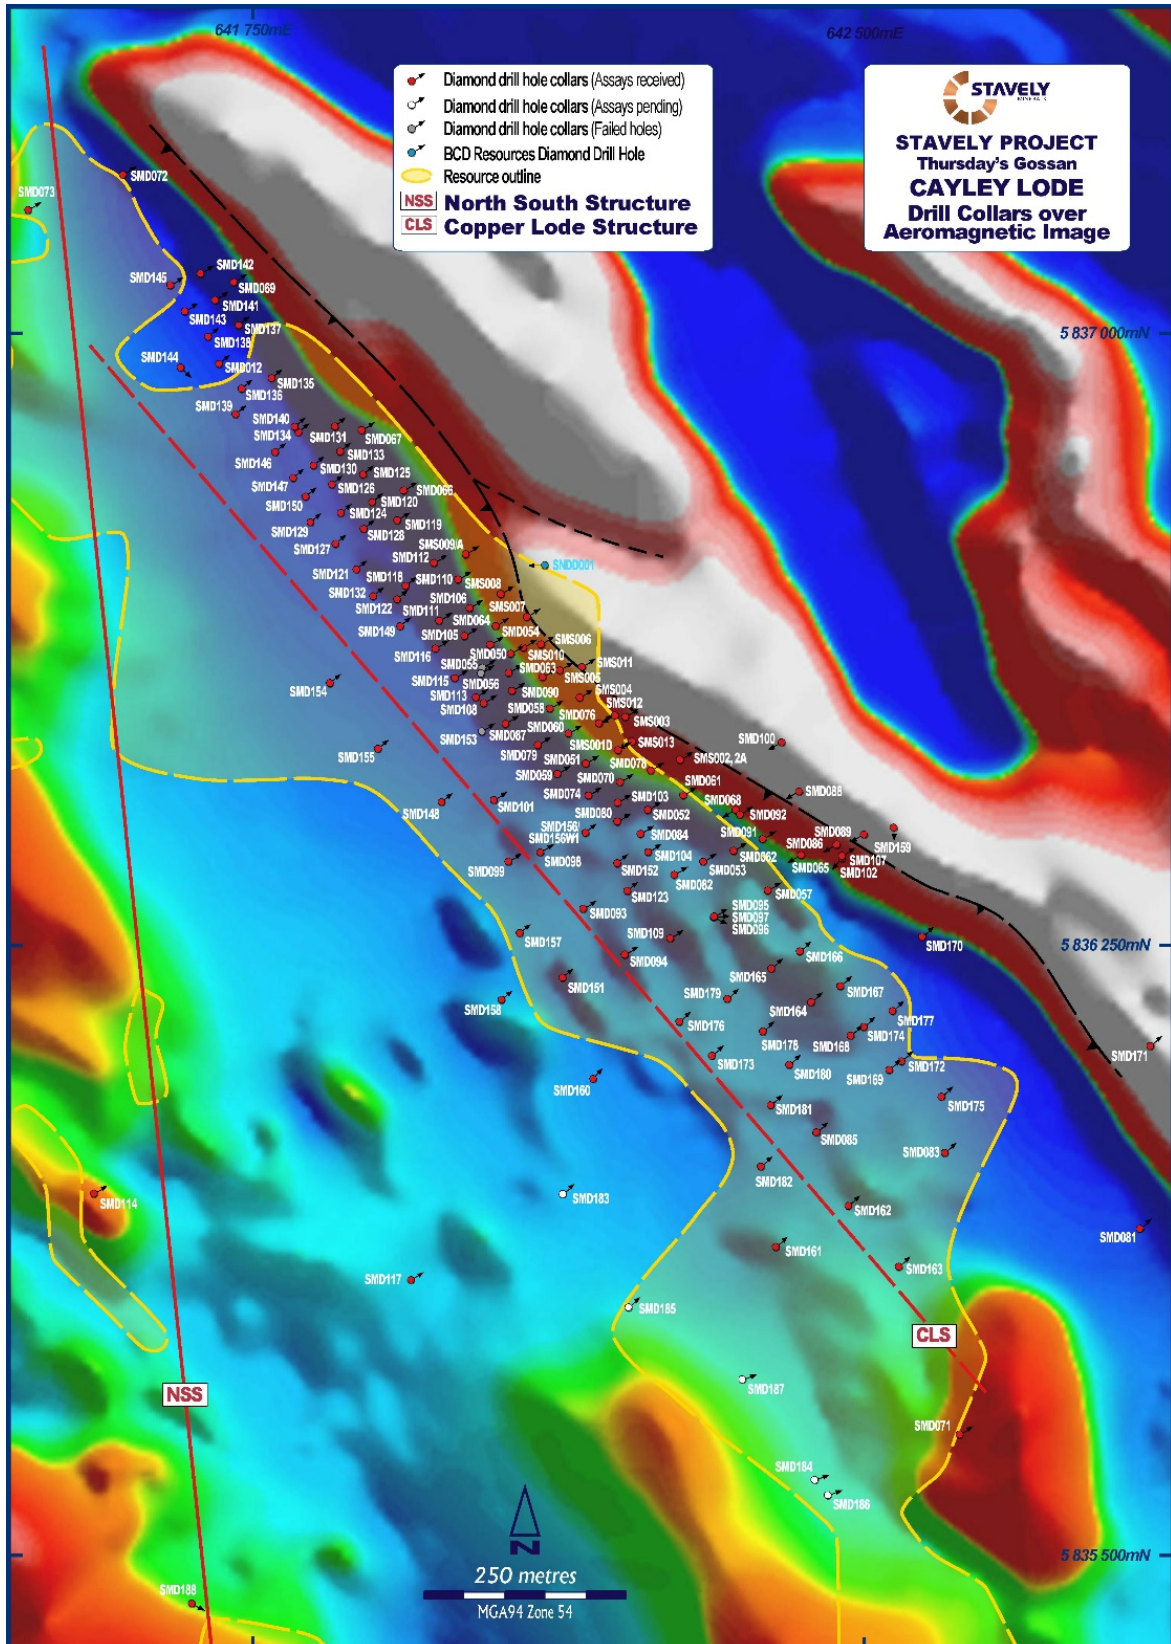 641 750mE
642 500mE
Diamond drill hole collars (Assays received)
Diamond drill hole collars (Assays pending)
Diamond drill hole collars (Failed holes)
BCD Resources Diamond Drill Hole
Resource outline
NSS North South Structure
CLS Copper Lode Structure
STAVELY
MINERALS
STAVELY PROJECT
Thursday's Gossan
CAYLEY LODE
Drill Collars over
Aeromagnetic Image
SMD072
SMD073
SMD142
SMD145
SMD069
SMD141
SMD143
SMD137
SMD138
5 837 000mN
SMD144
SMD012
SMD135
SMD136
SMD139
SMD140
SMD134
SMD131
SMD067
SMD133
SMD146
SMD130
SMD125
SMD147
SMD126
SMD066
SMD150
SMD120
SMD124
SMD119
SMD129
SMD128
SMD127
SMS009/A
SMD112
SNDD001
SMD121
SMD118
SMD110
SMS008
SMD132
SMD122
SMD106
SMS007
SMD111
SMD064
SMD149
SMD105
SMD054
SMS006
SMD116
SMD050
SMS010
SMD055
SMD063
SMS011
SMD115
SMD056
SMS005
SMD154
SMD113
SMD090
SMS004
SMD108
SMD058
SMD076
SMS012
SMS003
SMD153
SMD087
SMD060
SMD155
SMD079
SMS001D
SMS013
SMD100
SMD051
SMD078
SMS002, 2A
SMD059
SMD070
SMD061
SMD148
SMD101
SMD074
SMD103
SMD088
SMD080
SMD052
SMD068
SMD092
SMD156
SMD156W1
SMD084
SMD091
SMD089
SMD159
SMD086
SMD099
SMD098
SMD104
SMD062
SMD107
SMD152
SMD053
SMD065
SMD102
SMD082
SMD123
SMD057
SMD093
SMD095
SMD097
SMD096
SMD157
SMD109
SMD170
5 836 250mN
SMD094
SMD166
SMD151
SMD165
SMD158
SMD179
SMD167
SMD164
SMD176
SMD177
SMD178
SMD168
SMD174
SMD171
SMD173
SMD180
SMD172
SMD169
SMD160
SMD181
SMD175
SMD085
SMD083
SMD182
SMD114
SMD183
SMD162
SMD081
SMD161
SMD117
SMD163
SMD185
CLS
SMD187
NSS
SMD071
SMD184
SMD186
N
5 835 500mN
250 metres
SMD188
MGA94 Zone 54